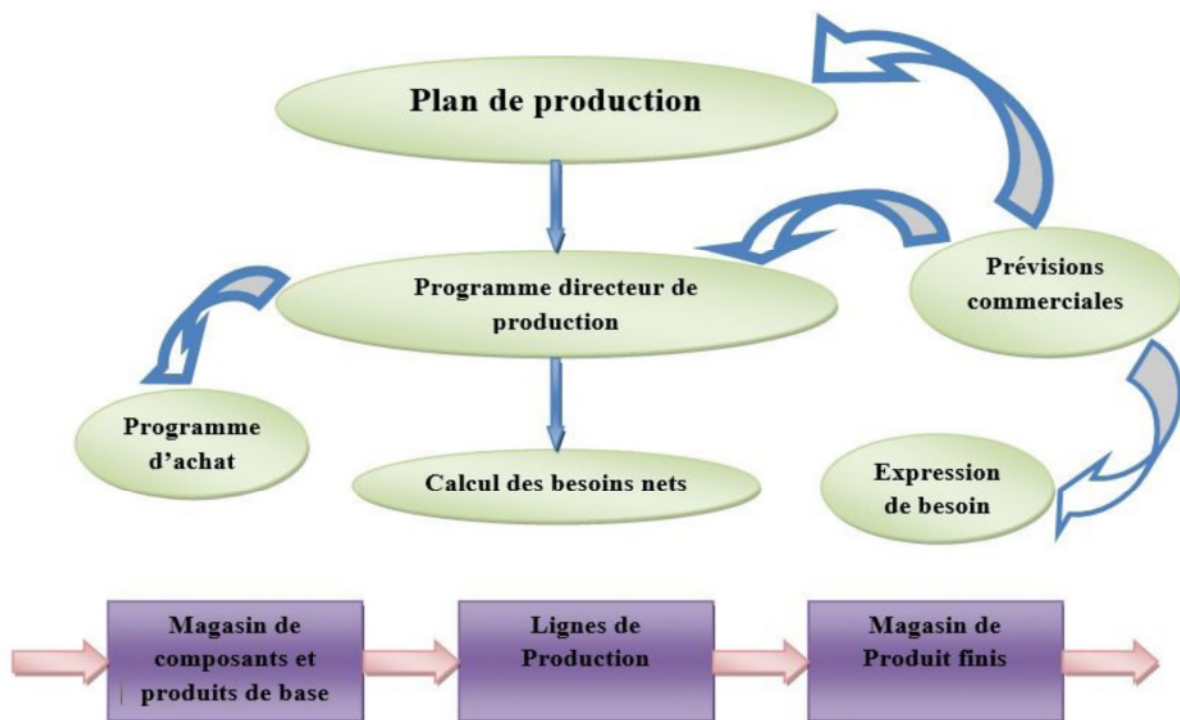 Plan de production
Programme directeur de
production
Prévisions
commerciales
Programme
d’achat
Calcul des besoins nets
Expression
de besoin
Magasin de
composants et
produits de base
Lignes de
Production
Magasin de
Produit finis